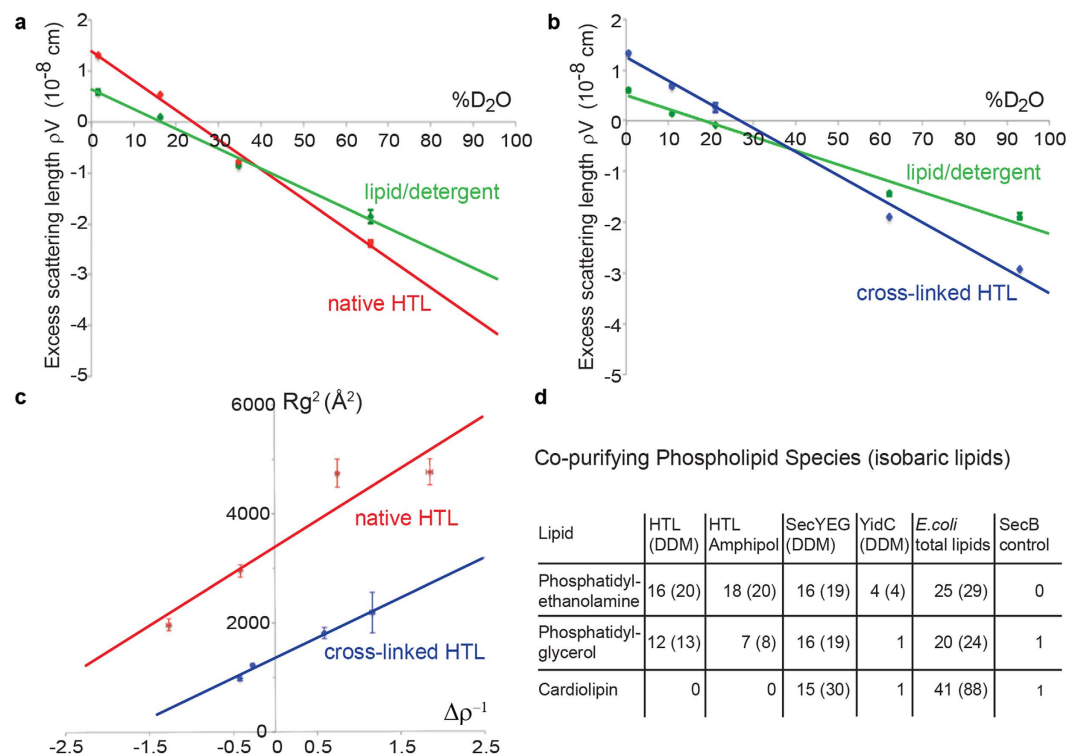 a
Excess scattering length ρV (10⁻⁸ cm)
2
1
0
-1
-2
-3
-4
-5
0 10 20 30 40 50 60 70 80 90 100
%D₂O
lipid/detergent
native HTL
b
Excess scattering length ρV (10⁻⁸ cm)
2
1
0
-1
-2
-3
-4
-5
0 10 20 30 40 50 60 70 80 90 100
%D₂O
lipid/detergent
cross-linked HTL
c
Rg² (Å²)
6000
4000
2000
0
native HTL
cross-linked HTL
Δρ⁻¹
-2.5 -1.5 -0.5 0.5 1.5 2.5
d
Co-purifying Phospholipid Species (isobaric lipids)
Lipid
HTL
(DDM)
HTL
Amphipol
SecYEG
(DDM)
YidC
(DDM)
E.coli
total lipids
SecB
control
Phosphatidyl-
ethanolamine
16 (20) 18 (20) 16 (19) 4 (4) 25 (29) 0
Phosphatidyl-
glycerol
12 (13) 7 (8) 16 (19) 1 20 (24) 1
Cardiolipin 0 0 15 (30) 1 41 (88) 1